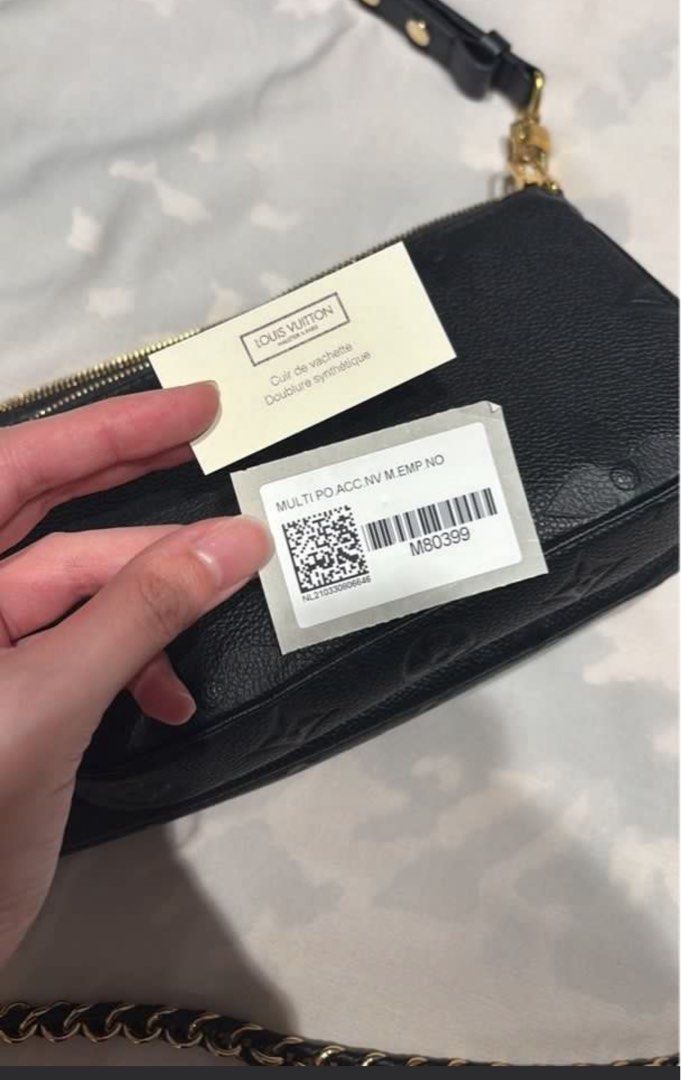 LOUIS VUITTON
MALLETIER À PARIS
Cuir de vachette
Doublure synthétique
MULTI PO.ACC.NV M.EMP NO
M80399
NL210330806646